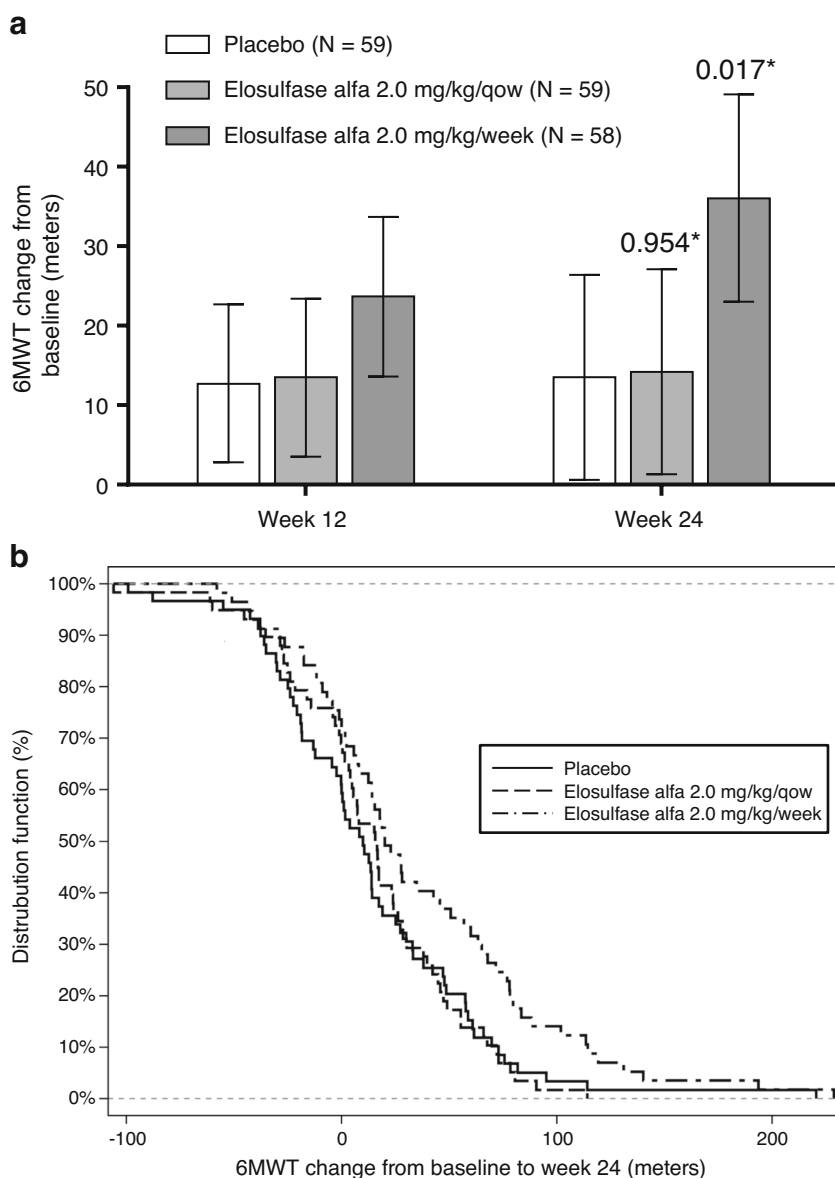 a
Placebo (N = 59)
Elosulfase alfa 2.0 mg/kg/qow (N = 59)
Elosulfase alfa 2.0 mg/kg/week (N = 58)
0.017*
0.954*
6MWT change from
baseline (meters)
50
40
30
20
10
0
Week 12
Week 24
b
Distrubution function (%)
100%
90%
80%
70%
60%
50%
40%
30%
20%
10%
0%
Placebo
Elosulfase alfa 2.0 mg/kg/qow
Elosulfase alfa 2.0 mg/kg/week
-100
0
100
200
6MWT change from baseline to week 24 (meters)